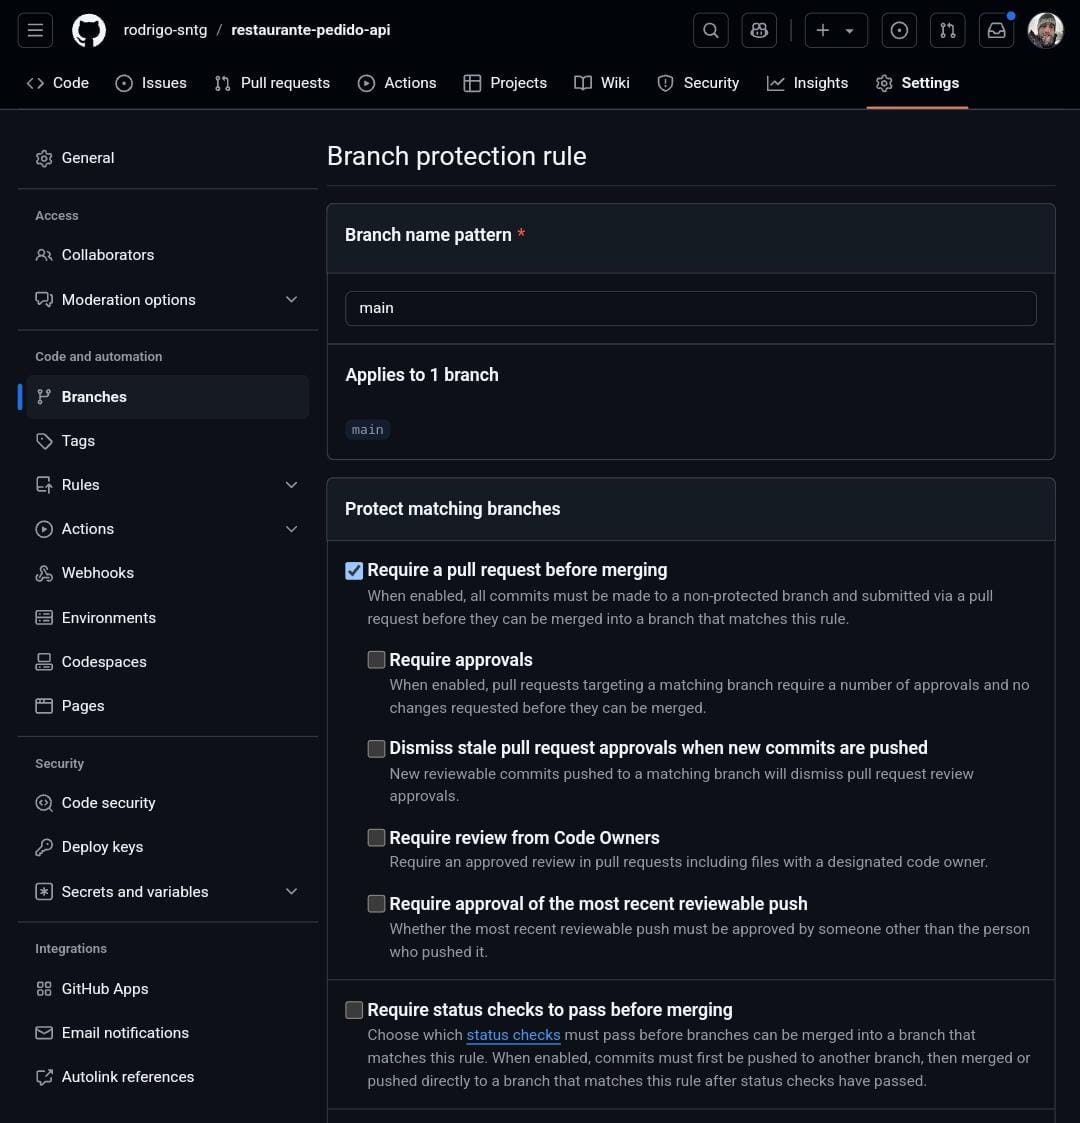 rodrigo-sntg / restaurante-pedido-api
Code Issues Pull requests Actions Projects Wiki Security Insights Settings
General
Access
Collaborators
Moderation options
Code and automation
Branches
Tags
Rules
Actions
Webhooks
Environments
Codespaces
Pages
Security
Code security
Deploy keys
Secrets and variables
Integrations
GitHub Apps
Email notifications
Autolink references
Branch protection rule
Branch name pattern *
main
Applies to 1 branch
main
Protect matching branches
Require a pull request before merging
When enabled, all commits must be made to a non-protected branch and submitted via a pull
request before they can be merged into a branch that matches this rule.
Require approvals
When enabled, pull requests targeting a matching branch require a number of approvals and no
changes requested before they can be merged.
Dismiss stale pull request approvals when new commits are pushed
New reviewable commits pushed to a matching branch will dismiss pull request review
approvals.
Require review from Code Owners
Require an approved review in pull requests including files with a designated code owner.
Require approval of the most recent reviewable push
Whether the most recent reviewable push must be approved by someone other than the person
who pushed it.
Require status checks to pass before merging
Choose which status checks must pass before branches can be merged into a branch that
matches this rule. When enabled, commits must first be pushed to another branch, then merged or
pushed directly to a branch that matches this rule after status checks have passed.